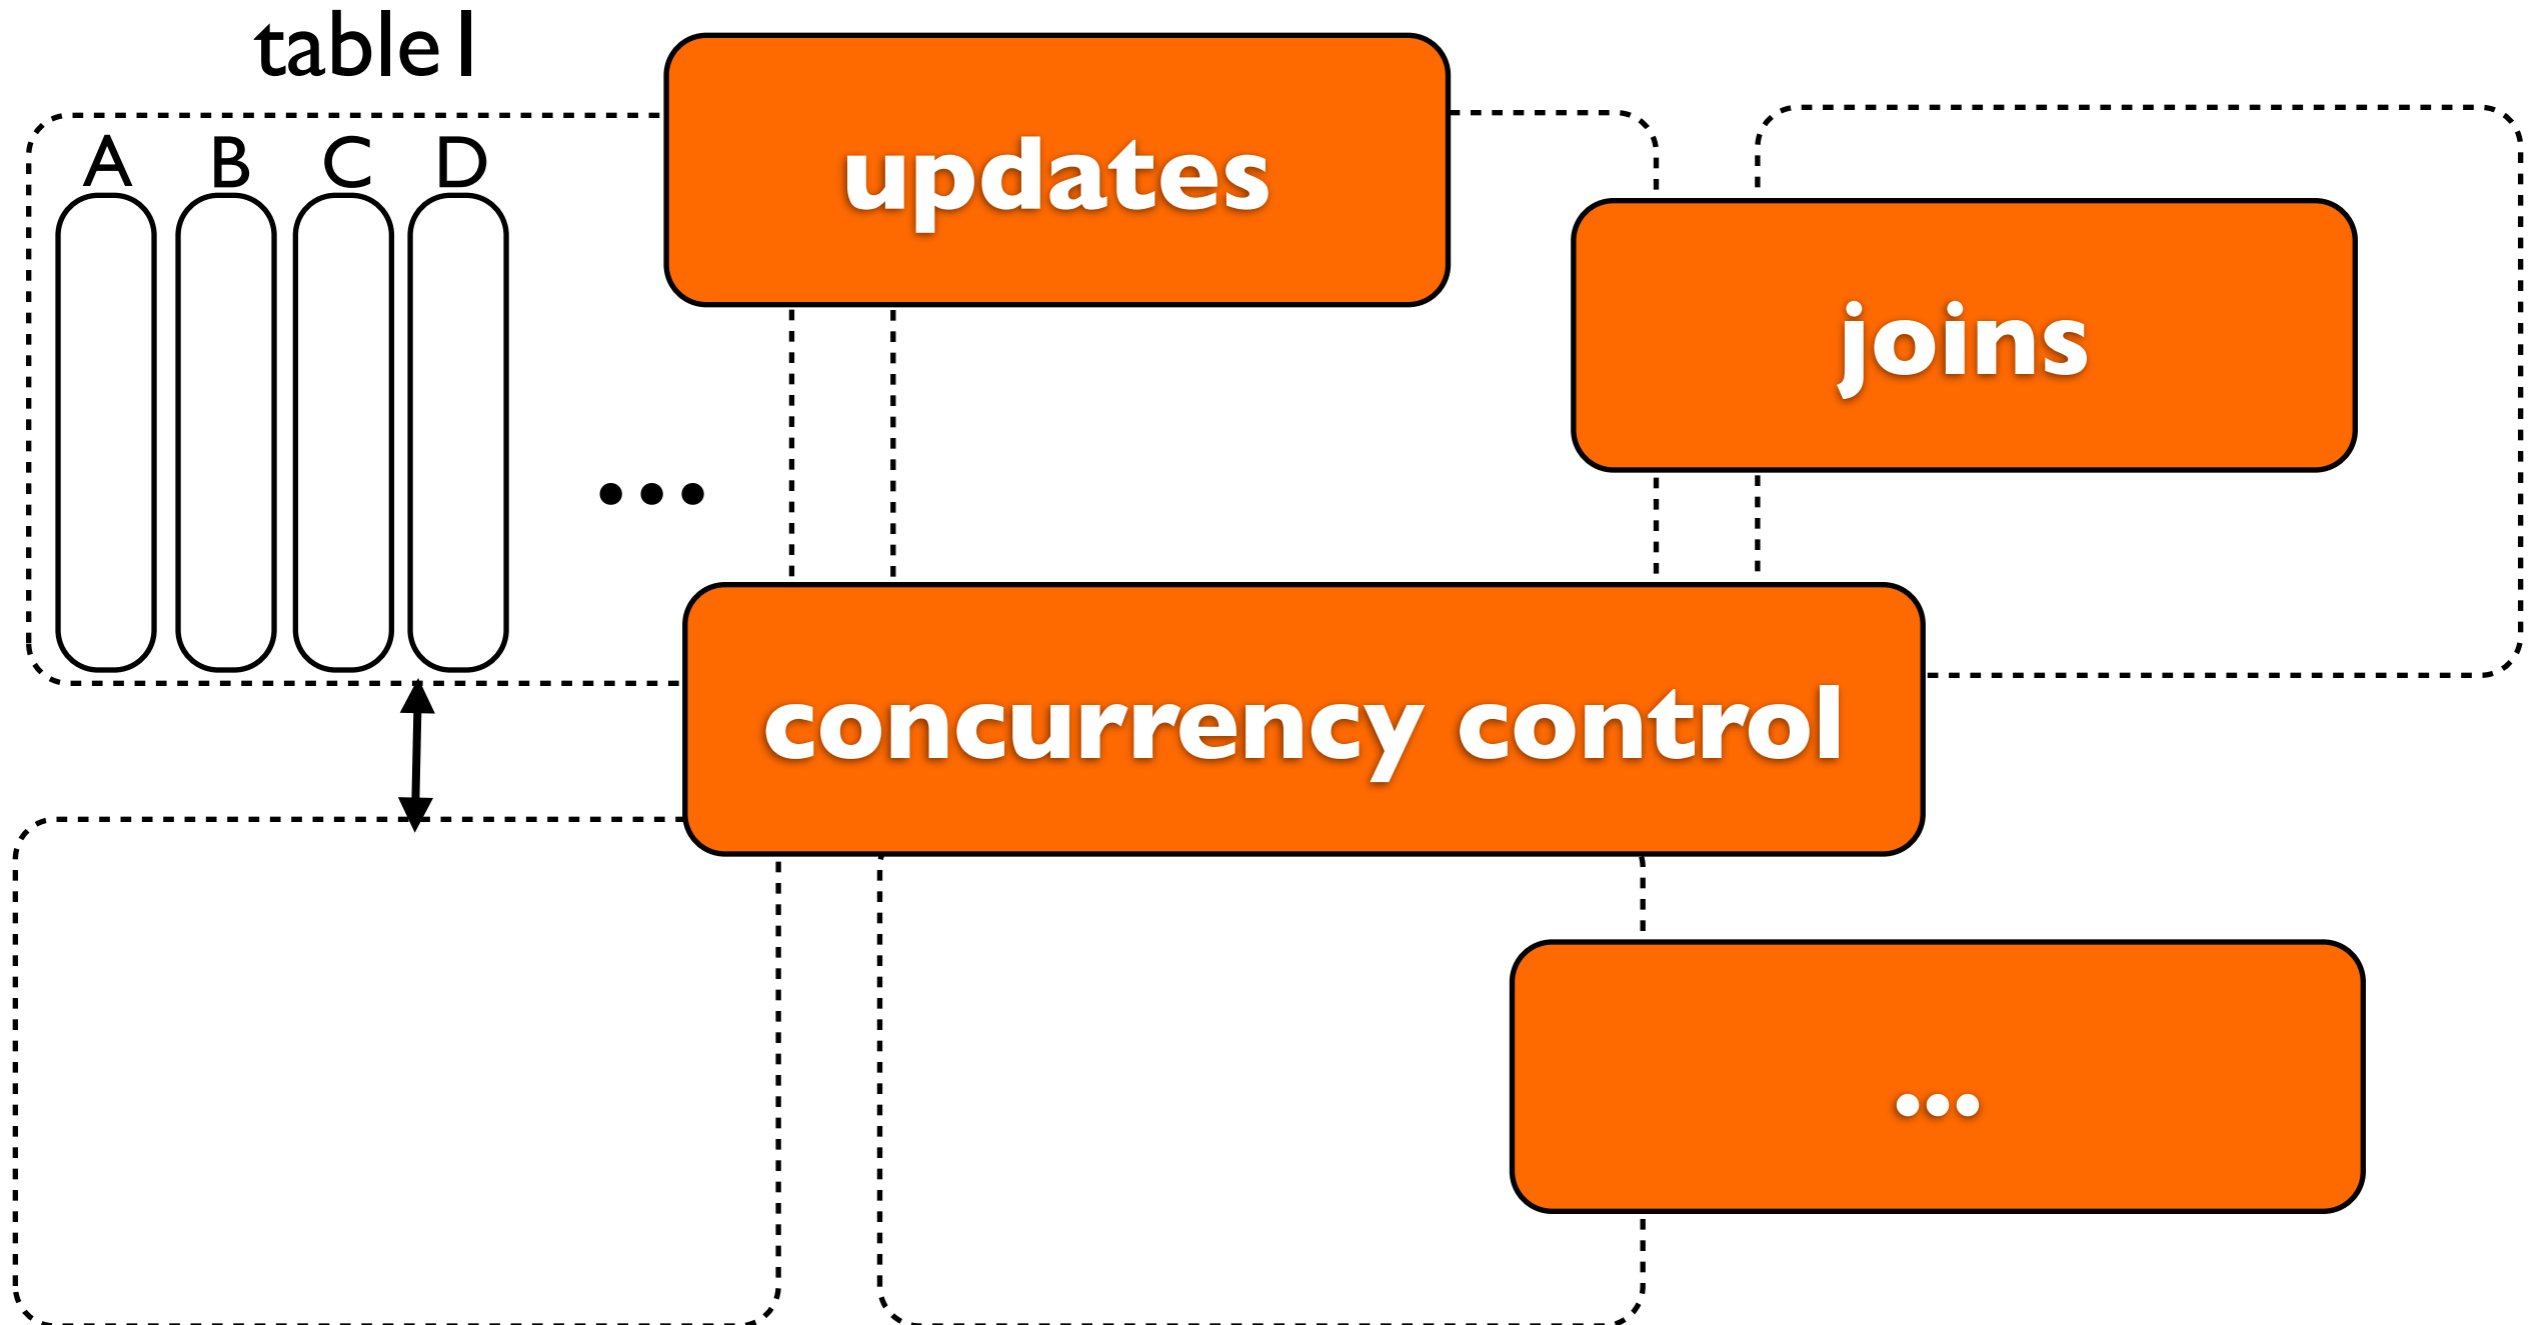 table1
A B C D
updates
joins
...
concurrency control
...